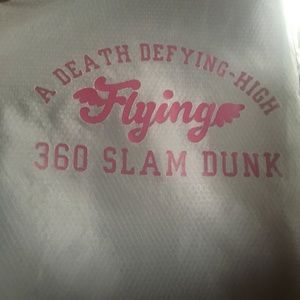 A DEATH DEFYING-HIGH
Flying
360 SLAM DUNK